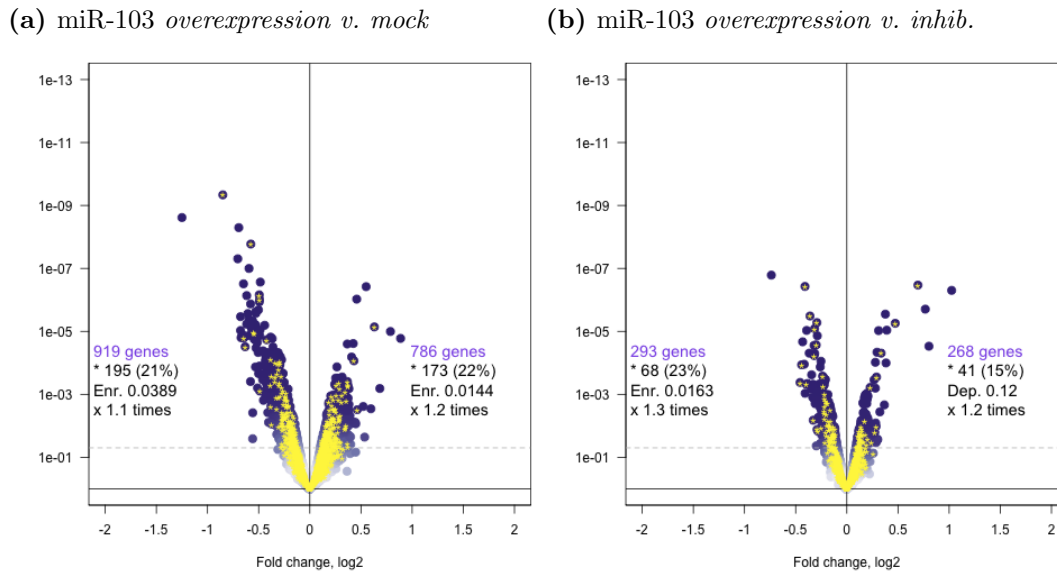 (a) miR-103 overexpression v. mock
1e-13
1e-11
1e-09
1e-07
1e-05
1e-03
1e-01
919 genes
* 195 (21%)
Enr. 0.0389
x 1.1 times
786 genes
* 173 (22%)
Enr. 0.0144
x 1.2 times
-2 -1.5 -1 -0.5 0 0.5 1 1.5 2
Fold change, log2
(b) miR-103 overexpression v. inhib.
1e-13
1e-11
1e-09
1e-07
1e-05
1e-03
1e-01
293 genes
* 68 (23%)
Enr. 0.0163
x 1.3 times
268 genes
* 41 (15%)
Dep. 0.12
x 1.2 times
-2 -1.5 -1 -0.5 0 0.5 1 1.5 2
Fold change, log2